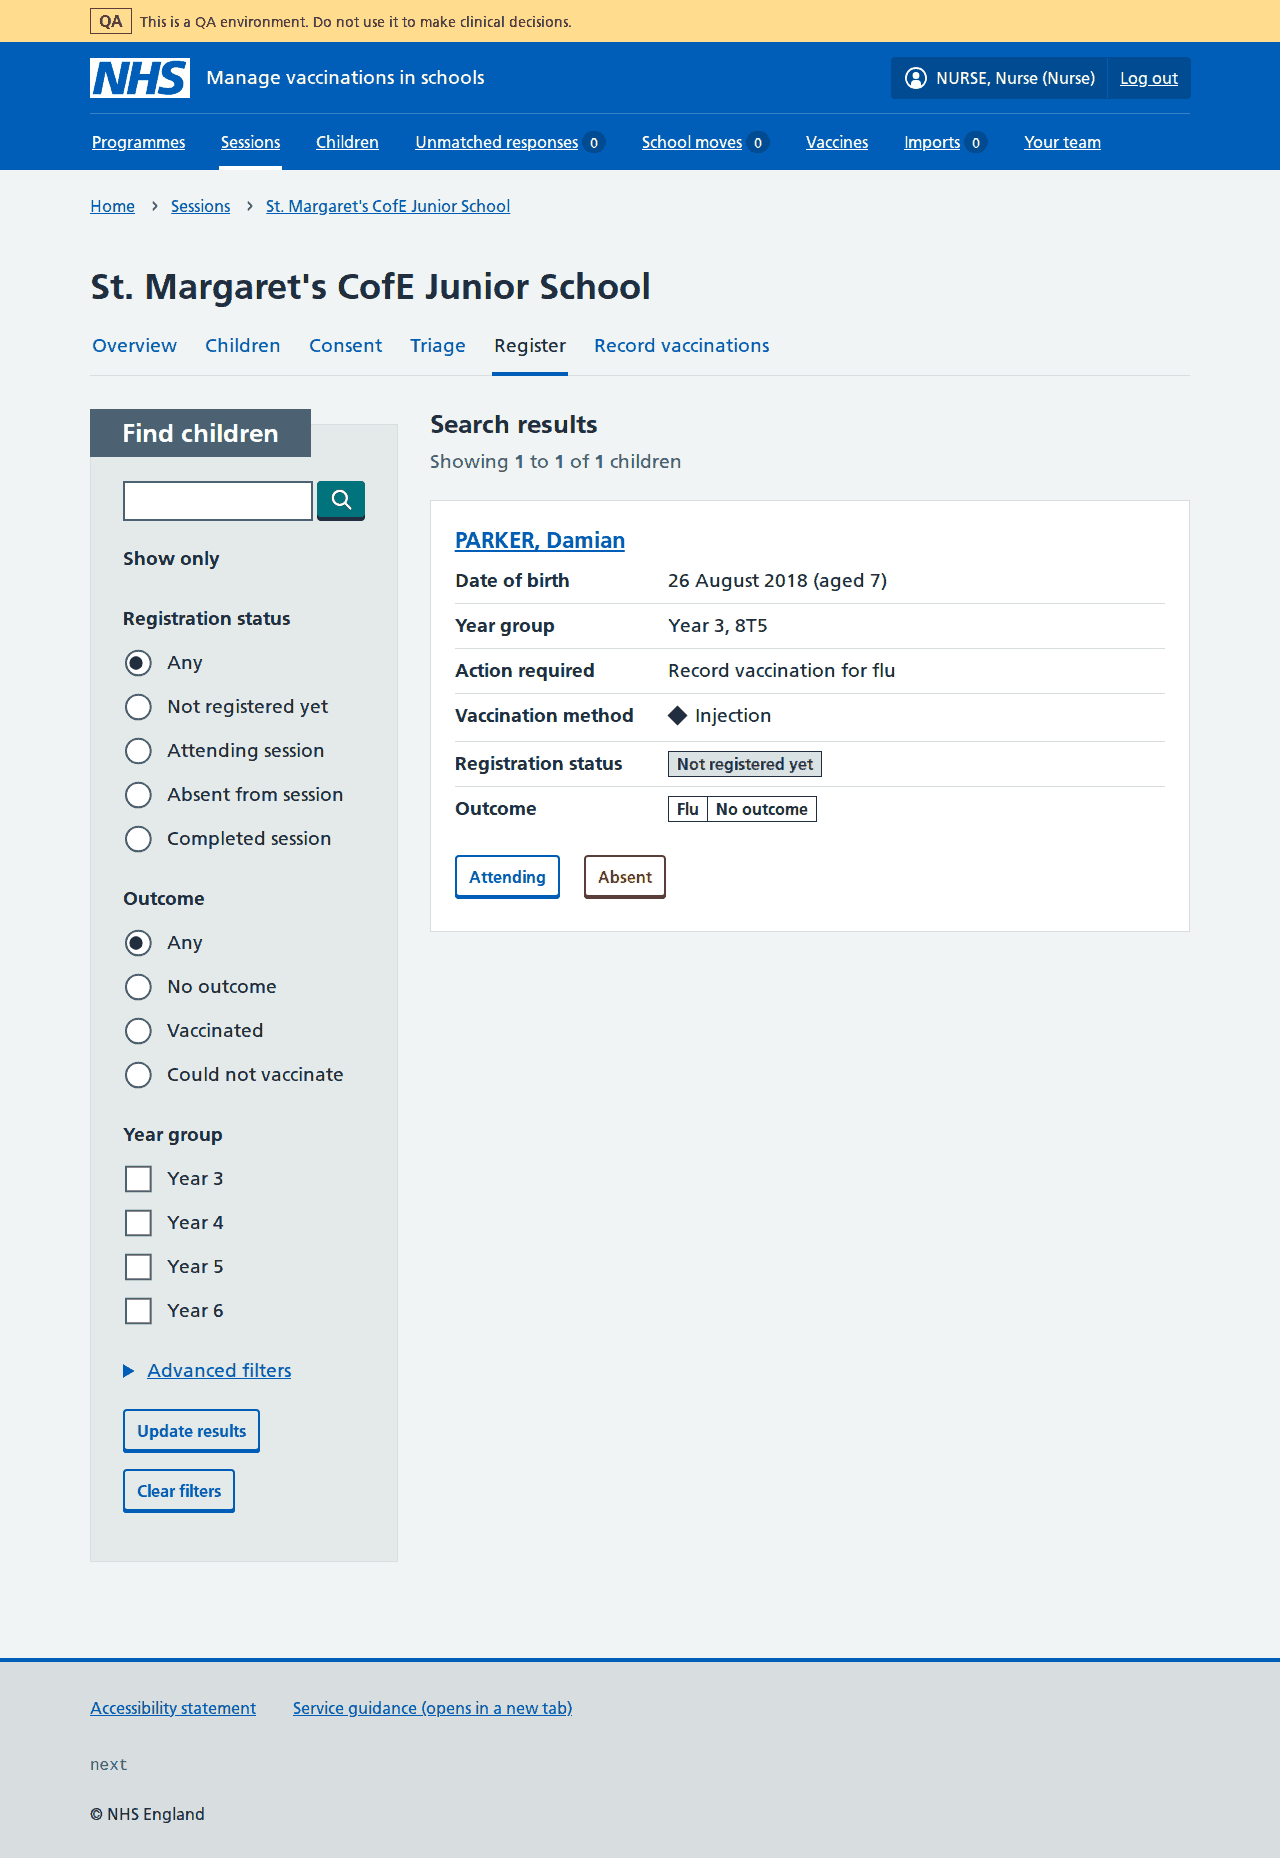 QA This is a QA environment. Do not use it to make clinical decisions.
NHS Manage vaccinations in schools NURSE, Nurse (Nurse) Log out
Programmes Sessions Children Unmatched responses 0 School moves 0 Vaccines Imports 0 Your team
Home › Sessions › St. Margaret's CofE Junior School
St. Margaret's CofE Junior School
Overview Children Consent Triage Register Record vaccinations
Find children
Show only
Registration status
Any
Not registered yet
Attending session
Absent from session
Completed session
Outcome
Any
No outcome
Vaccinated
Could not vaccinate
Year group
Year 3
Year 4
Year 5
Year 6
Advanced filters
Update results
Clear filters
Search results
Showing 1 to 1 of 1 children
PARKER, Damian
Date of birth 26 August 2018 (aged 7)
Year group Year 3, 8T5
Action required Record vaccination for flu
Vaccination method Injection
Registration status Not registered yet
Outcome Flu No outcome
Attending Absent
Accessibility statement Service guidance (opens in a new tab)
next
© NHS England